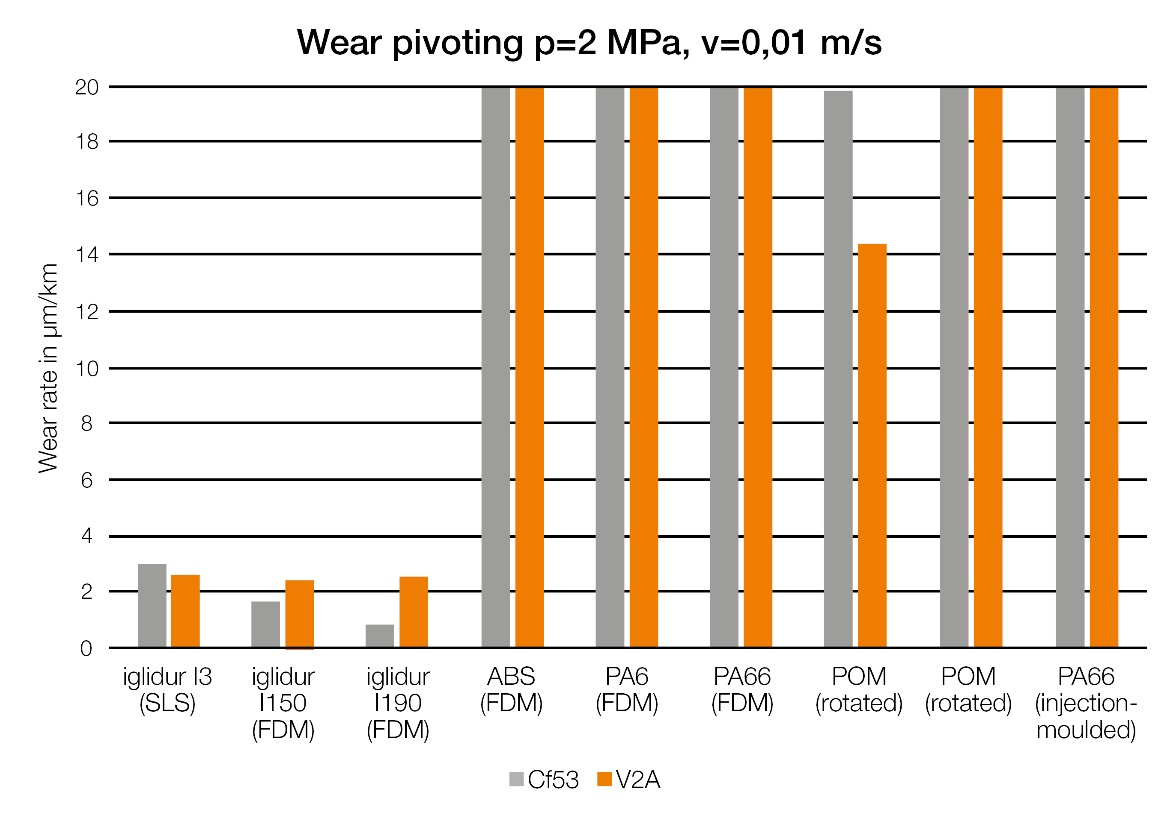 Wear pivoting p=2 MPa, v=0,01 m/s
Wear rate in µm/km
20
18
16
14
12
10
8
6
4
2
0
iglidur I3
(SLS)
iglidur
I150
(FDM)
iglidur
I190
(FDM)
ABS
(FDM)
PA6
(FDM)
PA66
(FDM)
POM
(rotated)
POM
(rotated)
PA66
(injection-
moulded)
Cf53
V2A